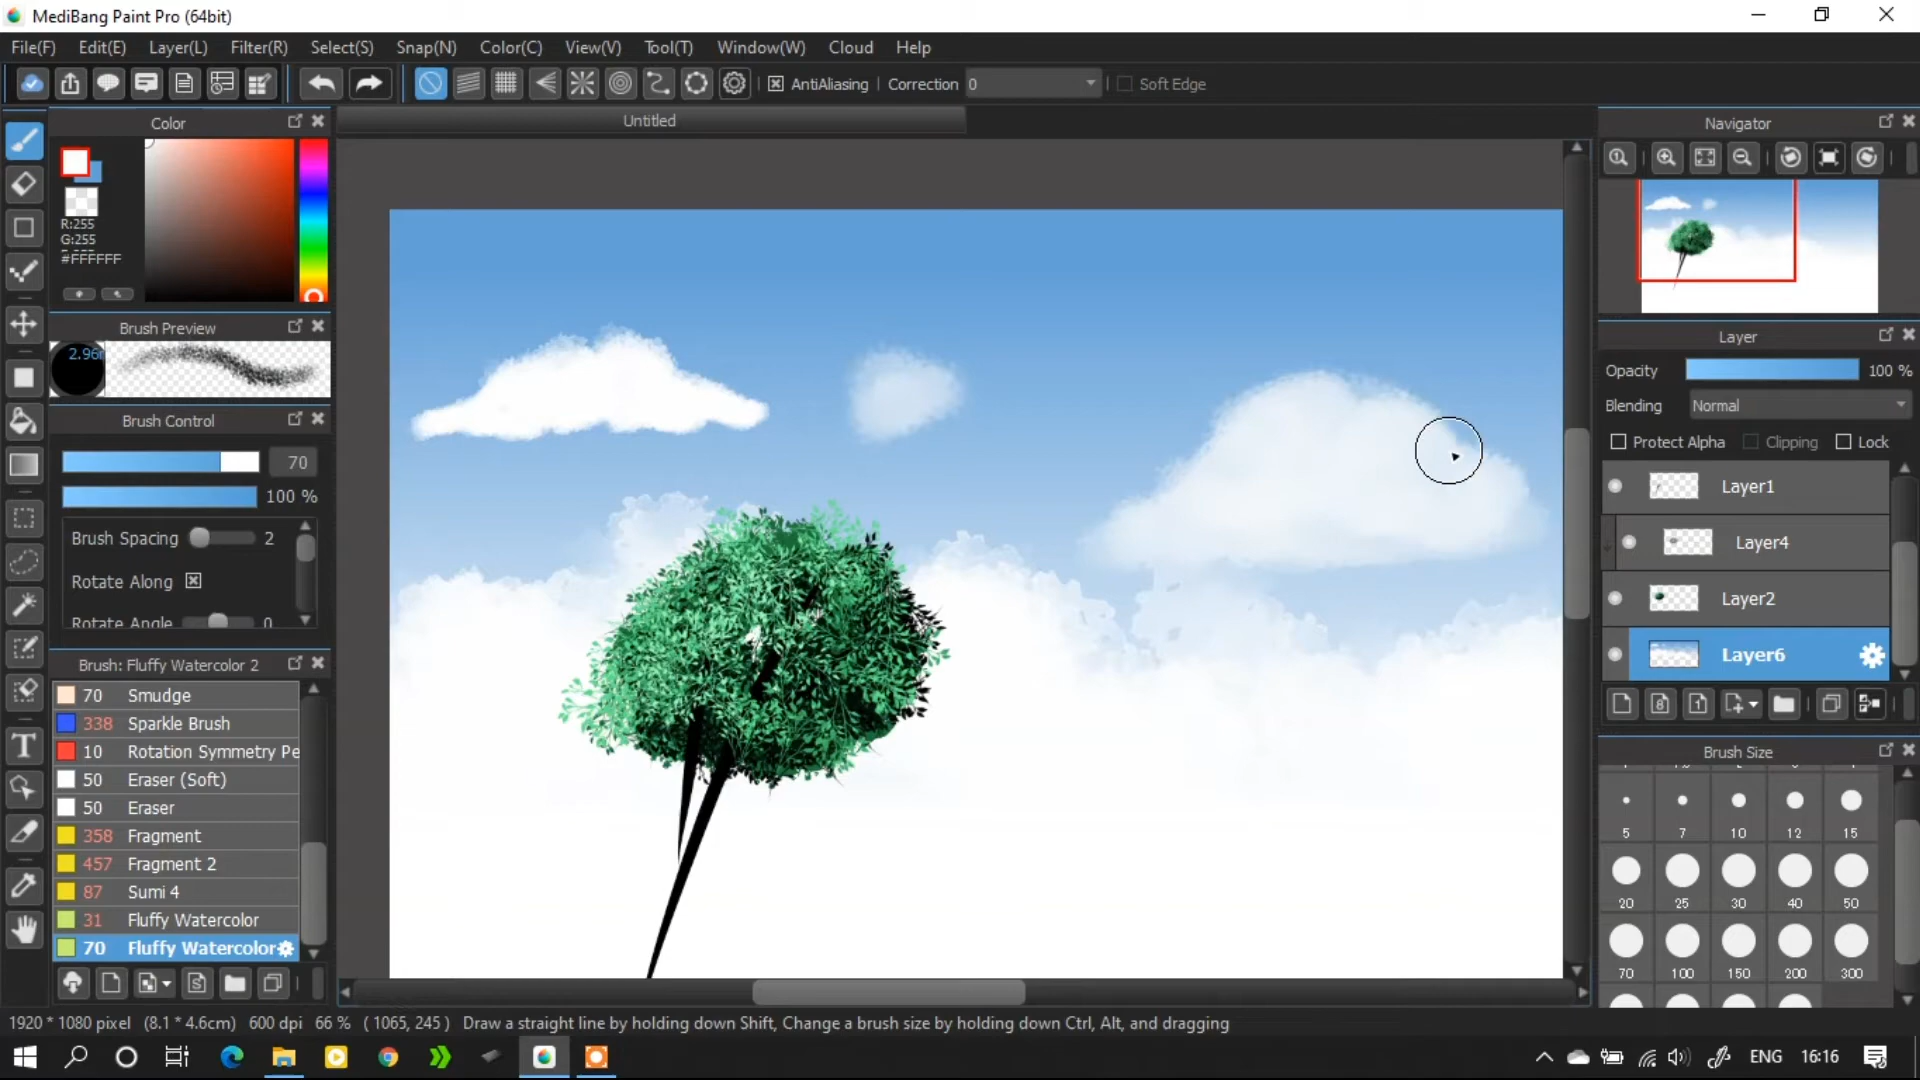 MediBang Paint Pro (64bit)
File(F) Edit(E) Layer(L) Filter(R) Select(S) Snap(N) Color(C) View(V) Tool(T) Window(W) Cloud Help
AntiAliasing Correction 0 Soft Edge
Color
R:255
G:255
#FFFFFF
Brush Preview
2.96
Brush Control
70
100 %
Brush Spacing 2
Rotate Along
Rotate Angle 0
Brush: Fluffy Watercolor 2
70 Smudge
338 Sparkle Brush
10 Rotation Symmetry Pe
50 Eraser (Soft)
50 Eraser
358 Fragment
457 Fragment 2
87 Sumi 4
31 Fluffy Watercolor
70 Fluffy Watercolor
Untitled
Navigator
Layer
Opacity 100 %
Blending Normal
Protect Alpha Clipping Lock
Layer1
Layer4
Layer2
Layer6
Brush Size
5 7 10 12 15
20 25 30 40 50
70 100 150 200 300
1920 * 1080 pixel (8.1 * 4.6cm) 600 dpi 66 % ( 1065, 245 ) Draw a straight line by holding down Shift, Change a brush size by holding down Ctrl, Alt, and dragging
ENG 16:16